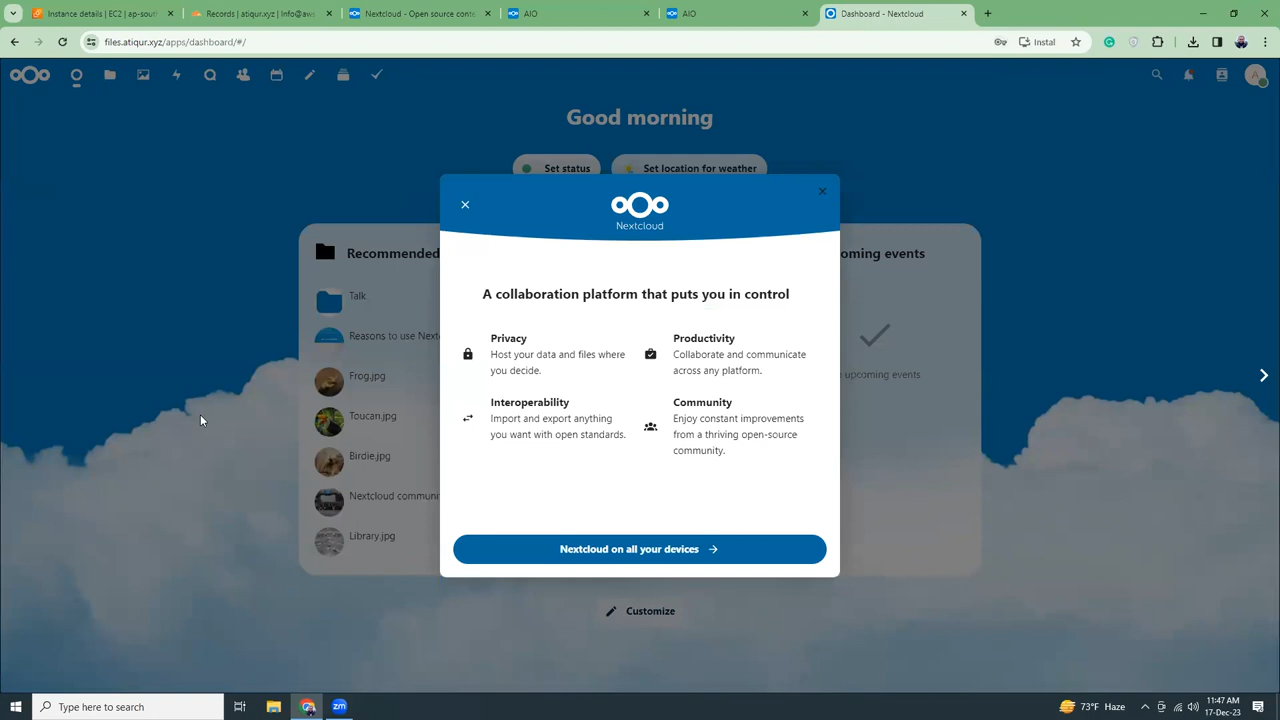 Instance details | EC2 | ap-sout
Records | atiqur.xyz | Info@aws
Nextcloud - Open source conte
AIO
AIO
Dashboard - Nextcloud
files.atiqur.xyz/apps/dashboard/#/
Instal
Good morning
A
Set status
Set location for weather
Nextcloud
Recommended
oming events
A collaboration platform that puts you in control
Talk
Reasons to use Next
Frog.jpg
Toucan.jpg
Birdie.jpg
Nextcloud commun
Library.jpg
Privacy
Host your data and files where
you decide.
Productivity
Collaborate and communicate
across any platform.
Interoperability
Import and export anything
you want with open standards.
Community
Enjoy constant improvements
from a thriving open-source
community.
upcoming events
Nextcloud on all your devices
Customize
Type here to search
zm
73°F Haze
11:47 AM
17-Dec-23